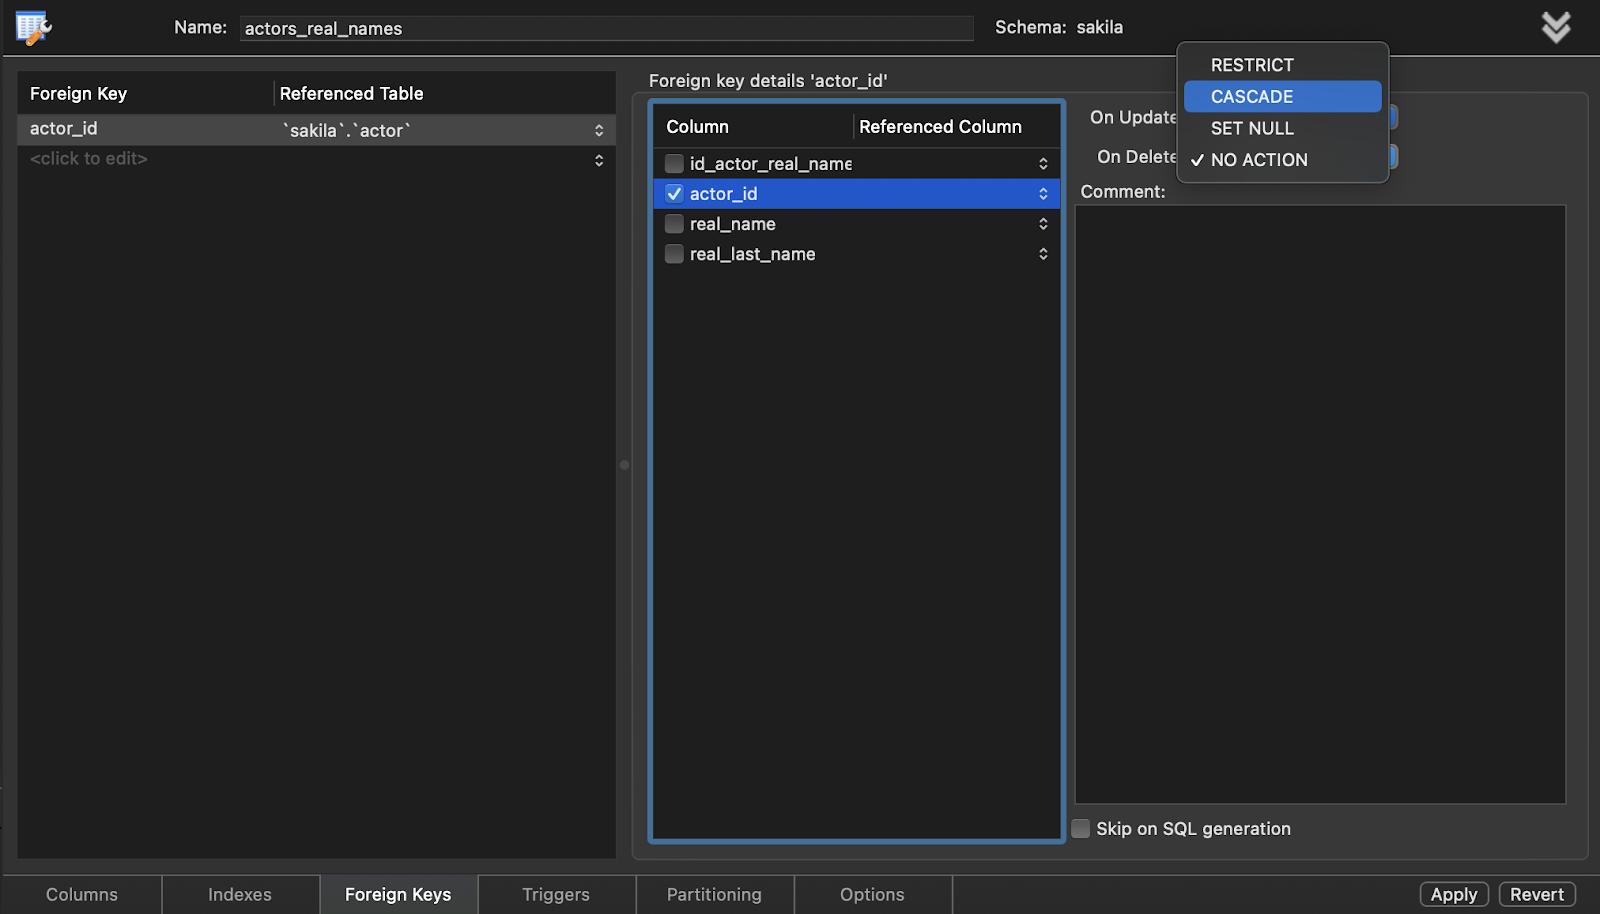 Name: actors_real_names Schema: sakila
Foreign Key Referenced Table
actor_id `sakila`.`actor`
<click to edit>
Foreign key details 'actor_id'
Column Referenced Column
id_actor_real_name
actor_id
real_name
real_last_name
RESTRICT
CASCADE
SET NULL
NO ACTION
On Update
On Delete
Comment:
Skip on SQL generation
Columns Indexes Foreign Keys Triggers Partitioning Options Apply Revert